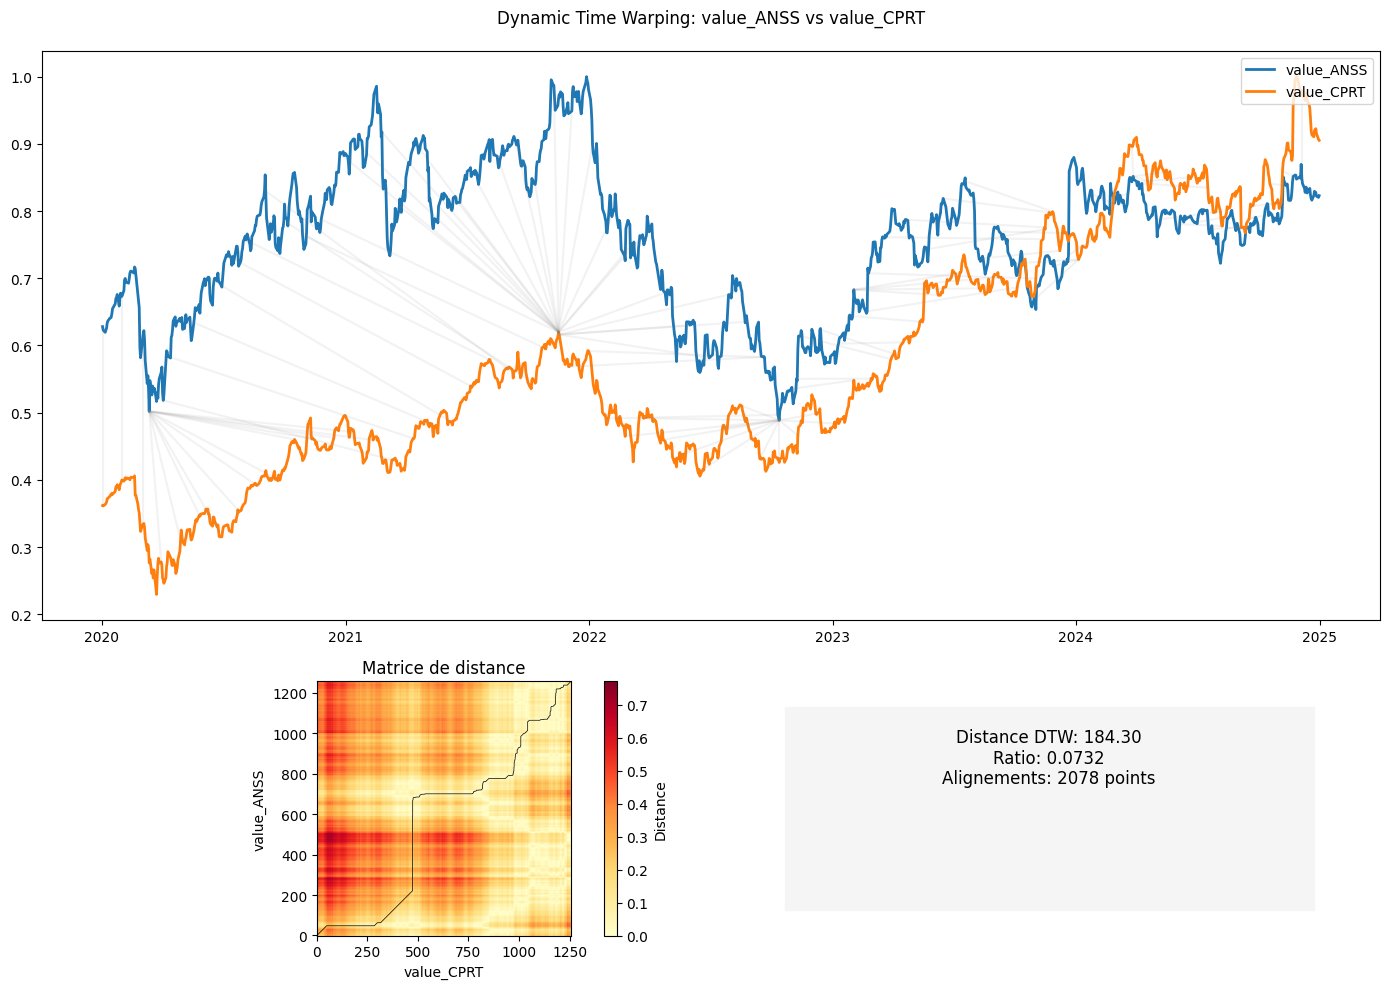 Dynamic Time Warping: value_ANSS vs value_CPRT
value_ANSS
value_CPRT
1.0
0.9
0.8
0.7
0.6
0.5
0.4
0.3
0.2
2020 2021 2022 2023 2024 2025
Matrice de distance
value_ANSS
1200
1000
800
600
400
200
0
0 250 500 750 1000 1250
value_CPRT
0.7
0.6
0.5
0.4
0.3
0.2
0.1
0.0
Distance
Distance DTW: 184.30
Ratio: 0.0732
Alignements: 2078 points